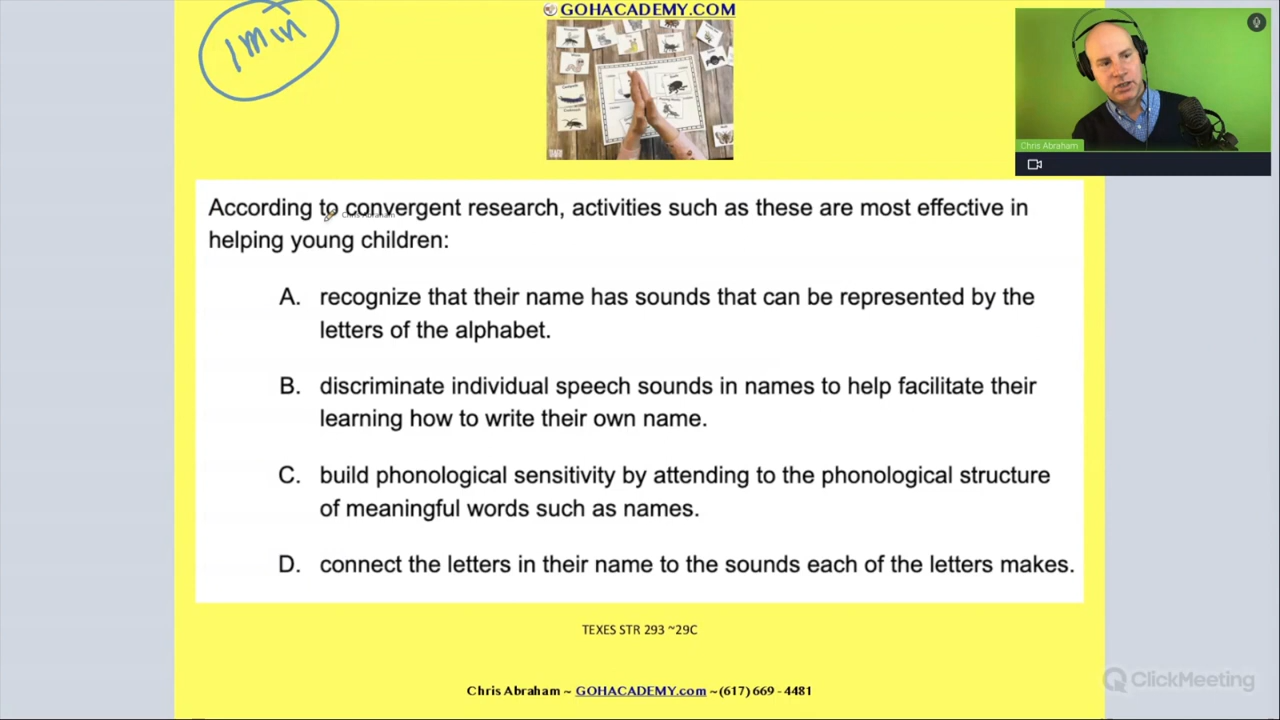 1 min
GOHACADEMY.COM
Chris Abraham
According to convergent research, activities such as these are most effective in
Chris Abraham
helping young children:
A. recognize that their name has sounds that can be represented by the
letters of the alphabet.
B. discriminate individual speech sounds in names to help facilitate their
learning how to write their own name.
C. build phonological sensitivity by attending to the phonological structure
of meaningful words such as names.
D. connect the letters in their name to the sounds each of the letters makes.
TEXES STR 293 ~29C
Chris Abraham ~ GOHACADEMY.com ~(617) 669 - 4481
ClickMeeting